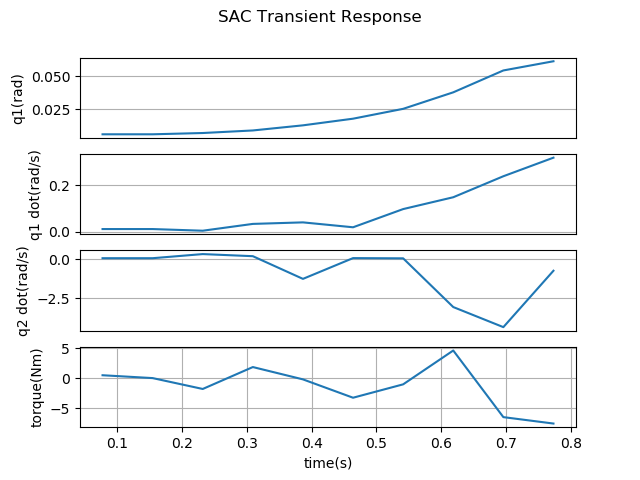 SAC Transient Response
0.050
0.025
q1(rad)
0.2
0.0
q1 dot(rad/s)
0.0
−2.5
q2 dot(rad/s)
5
0
−5
torque(Nm)
0.1 0.2 0.3 0.4 0.5 0.6 0.7 0.8
time(s)